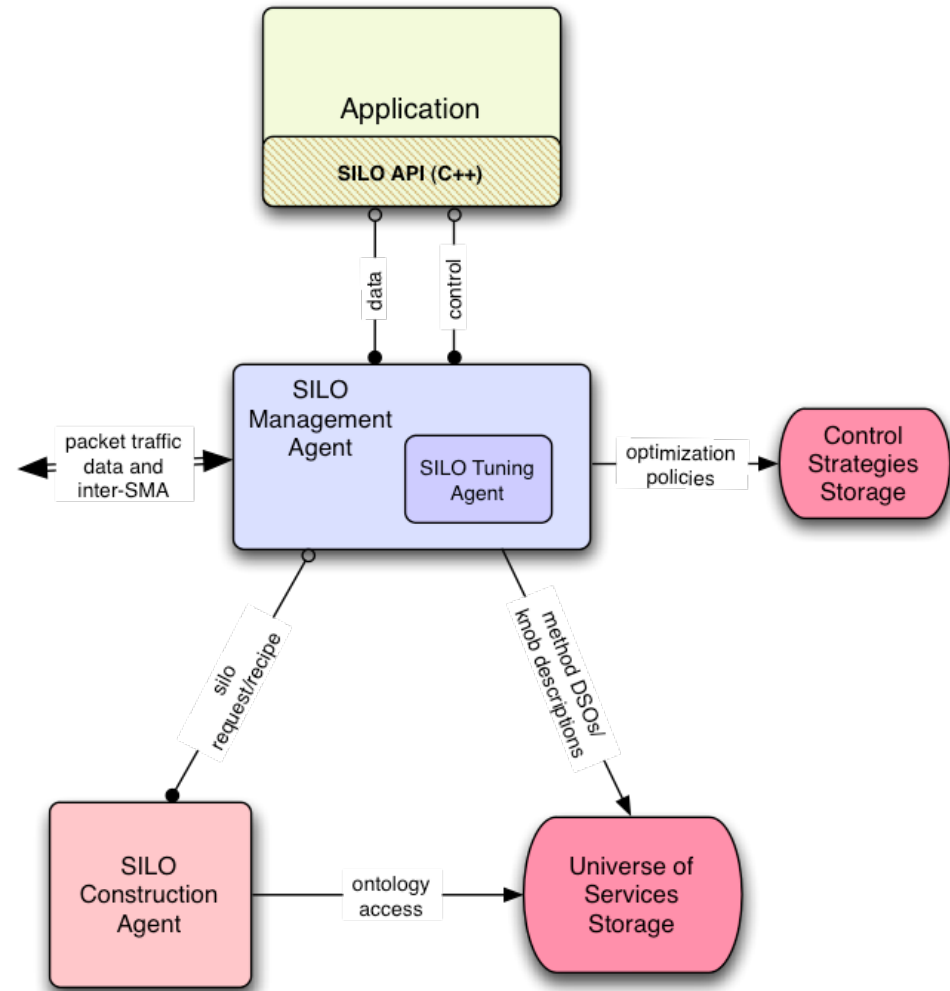 Application
SILO API (C++)
data
control
SILO
Management
Agent
SILO Tuning
Agent
packet traffic
data and
inter-SMA
optimization
policies
Control
Strategies
Storage
silo
request/recipe
method DSOs/
knob descriptions
SILO
Construction
Agent
ontology
access
Universe of
Services
Storage